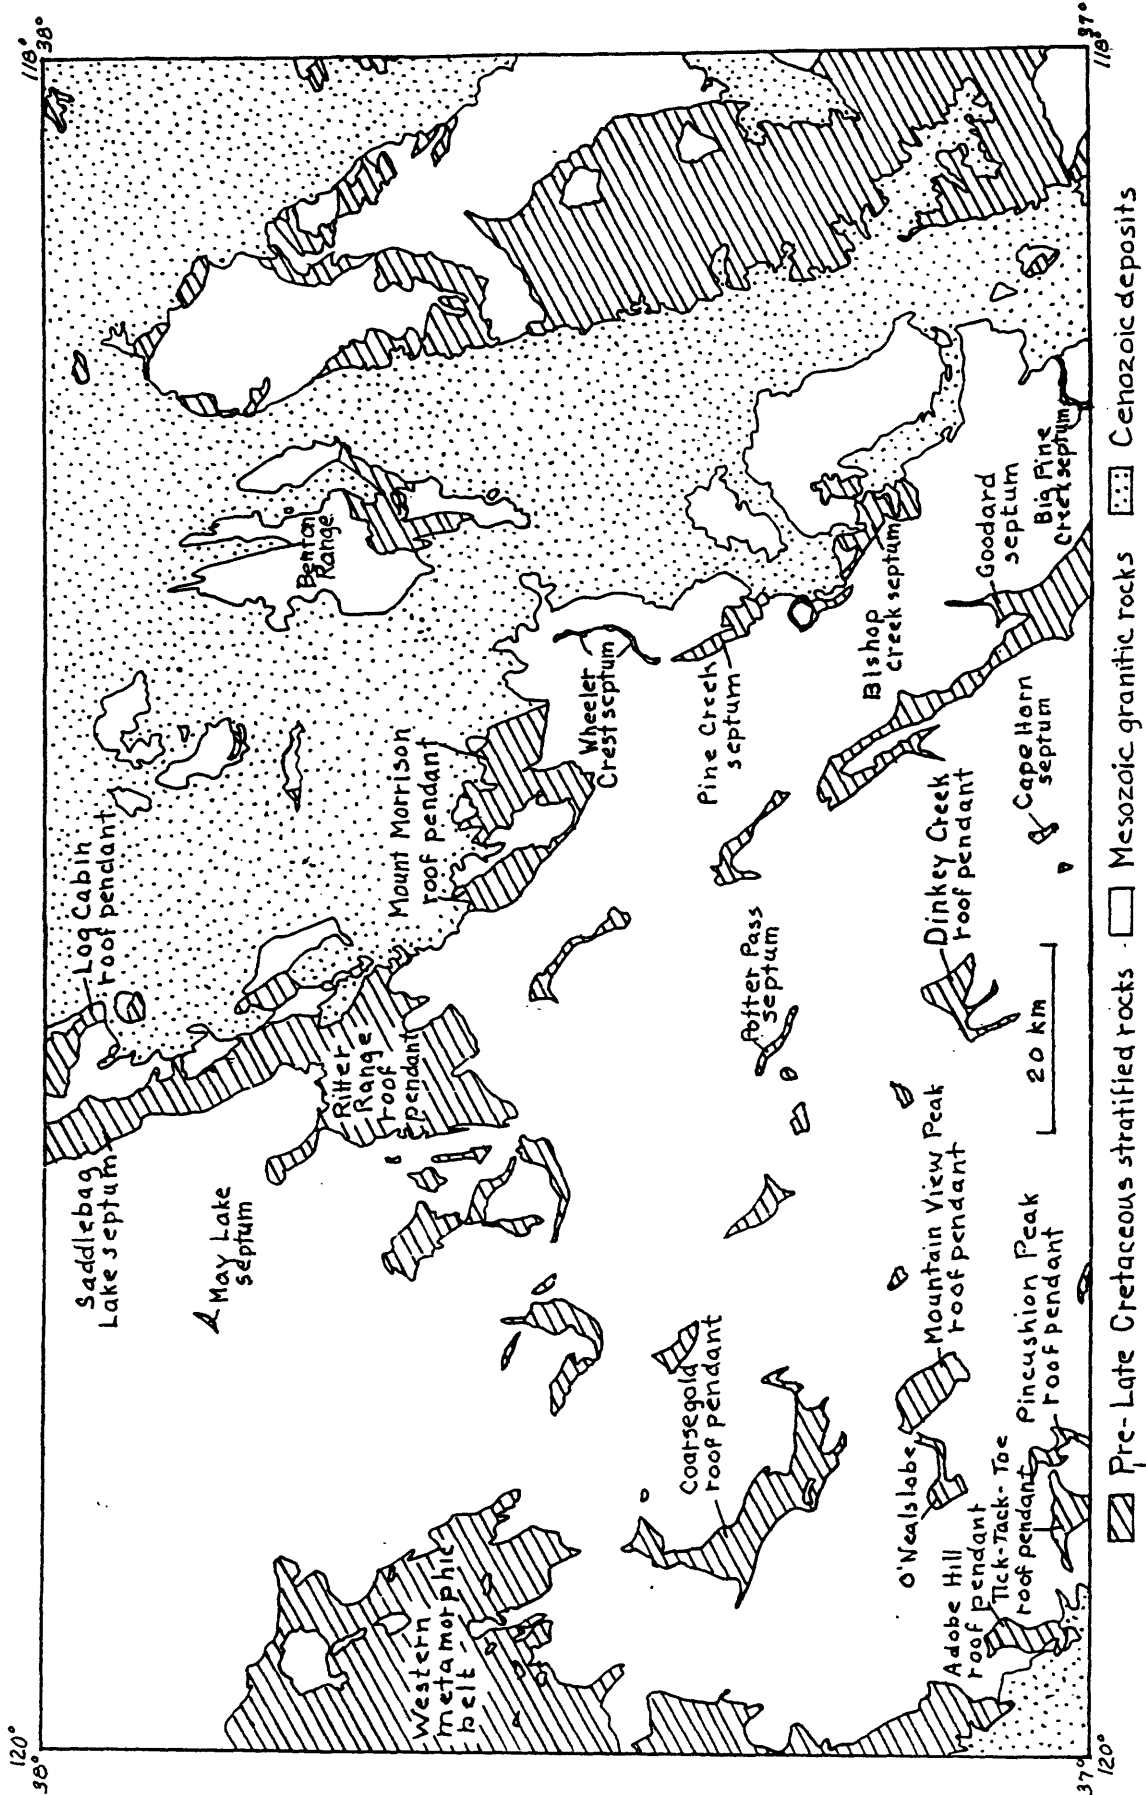 120°
38°
118°
38°
Saddlebag
Lake septum
Log Cabin
roof pendant
May Lake
septum
Benton
Range
Ritter
Range
roof
pendant
Mount Morrison
roof pendant
Western
metamorphic
belt
Wheeler
Crest septum
Coarsegold
roof pendant
Potter Pass
septum
Pine Creek
septum
Bishop
Creek septum
O'Neals lobe
Mountain View Peak
roof pendant
Dinkey Creek
roof pendant
Goddard
septum
Adobe Hill
roof pendant
Tick-Tack-Toe
roof pendant
Pincushion Peak
roof pendant
20 km
Cape Horn
septum
Big Pine
Creek septum
37°
120°
37°
118°
Pre-Late Cretaceous stratified rocks
Mesozoic granitic rocks
Cenozoic deposits